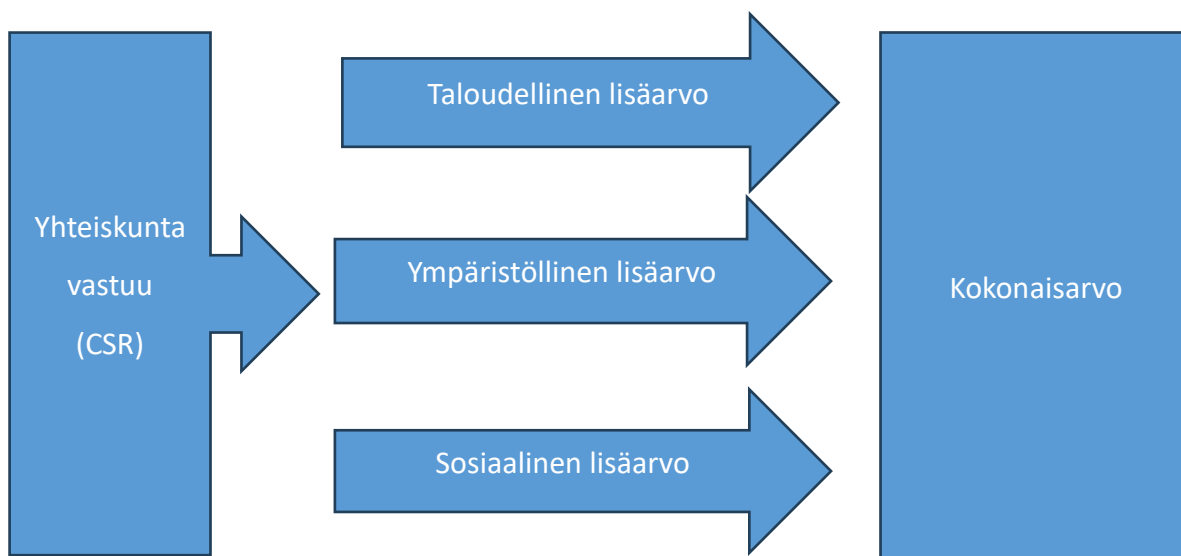 Yhteiskunta
vastuu
(CSR)
Taloudellinen lisäarvo
Ympäristöllinen lisäarvo
Sosiaalinen lisäarvo
Kokonaisarvo